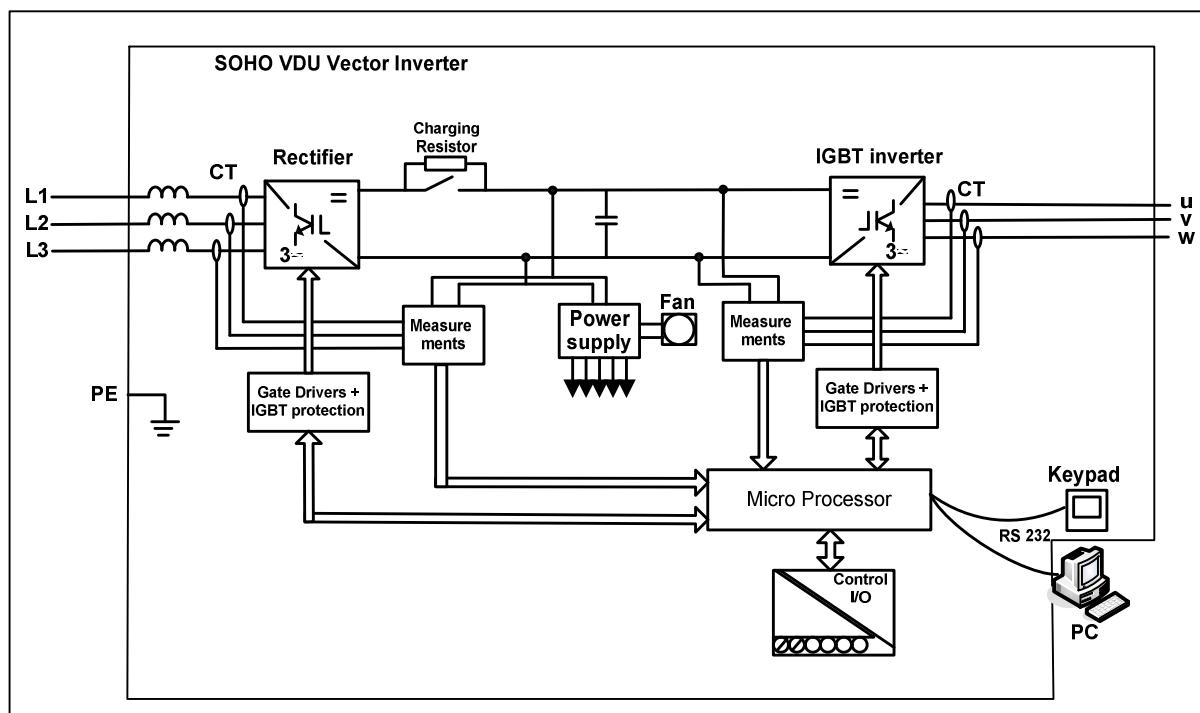 SOHO VDU Vector Inverter
Charging
Resistor
CT
Rectifier
IGBT inverter
CT
L1
L2
L3
=
3~
=
3~
u
v
w
Measure
ments
Power
supply
Fan
Measure
ments
PE
Gate Drivers +
IGBT protection
Gate Drivers +
IGBT protection
Micro Processor
Keypad
RS 232
Control
I/O
PC